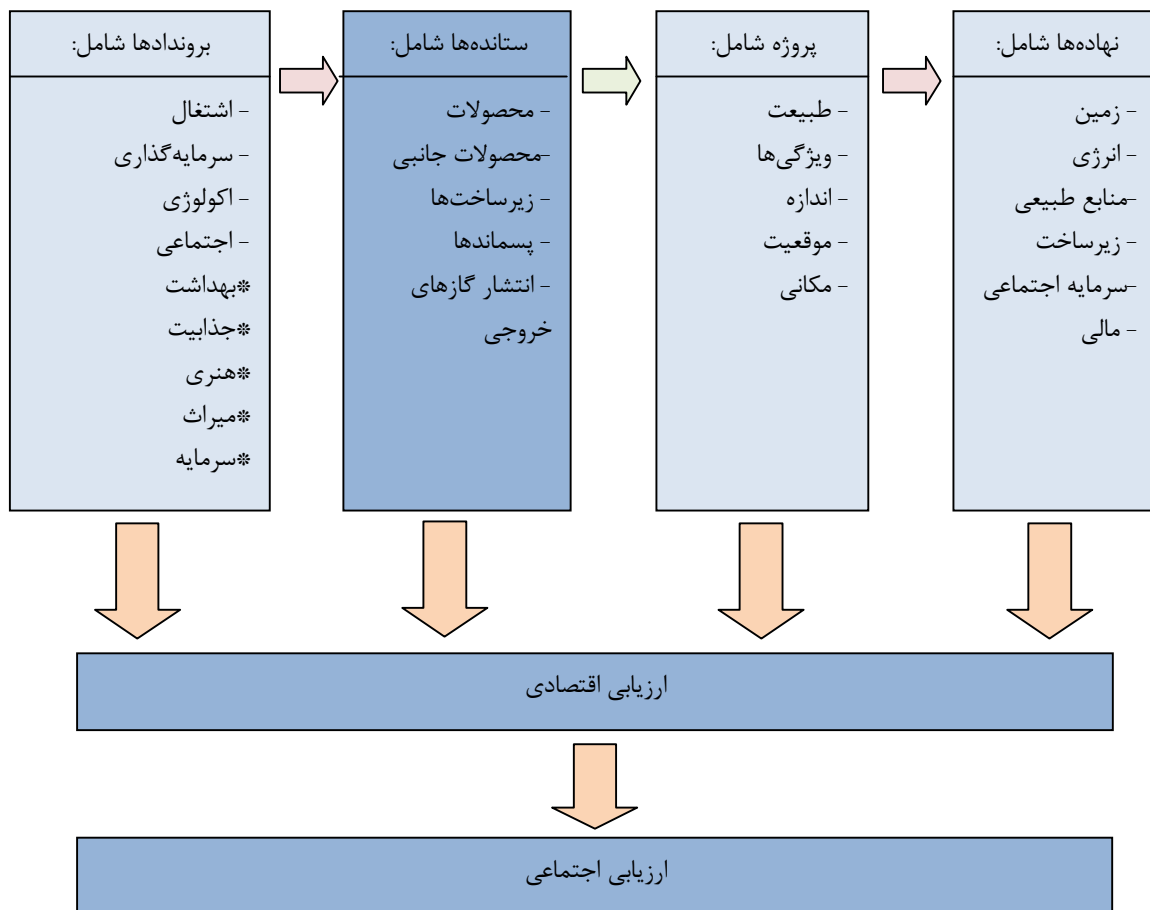 نهاده‌ها شامل:
- زمین
- انرژی
-منابع طبیعی
- زیرساخت
-سرمایه اجتماعی
- مالی
پروژه شامل:
- طبیعت
- ویژگی‌ها
- اندازه
- موقعیت
- مکانی
ستانده‌ها شامل:
- محصولات
-محصولات جانبی
- زیرساخت‌ها
- پسماندها
- انتشار گازهای
خروجی
بروندادها شامل:
- اشتغال
- سرمایه‌گذاری
- اکولوژی
- اجتماعی
*بهداشت
*جذابیت
*هنری
*میراث
*سرمایه
ارزیابی اقتصادی
ارزیابی اجتماعی